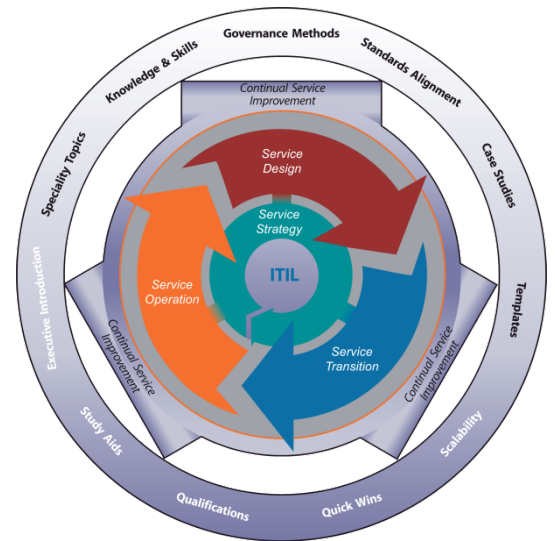 Governance Methods
Standards Alignment
Case Studies
Templates
Scalability
Quick Wins
Qualifications
Study Aids
Executive Introduction
Speciality Topics
Knowledge & Skills
Continual Service
Improvement
Continual Service
Improvement
Continual Service
Improvement
Service
Design
Service
Strategy
ITIL
Service
Operation
Service
Transition